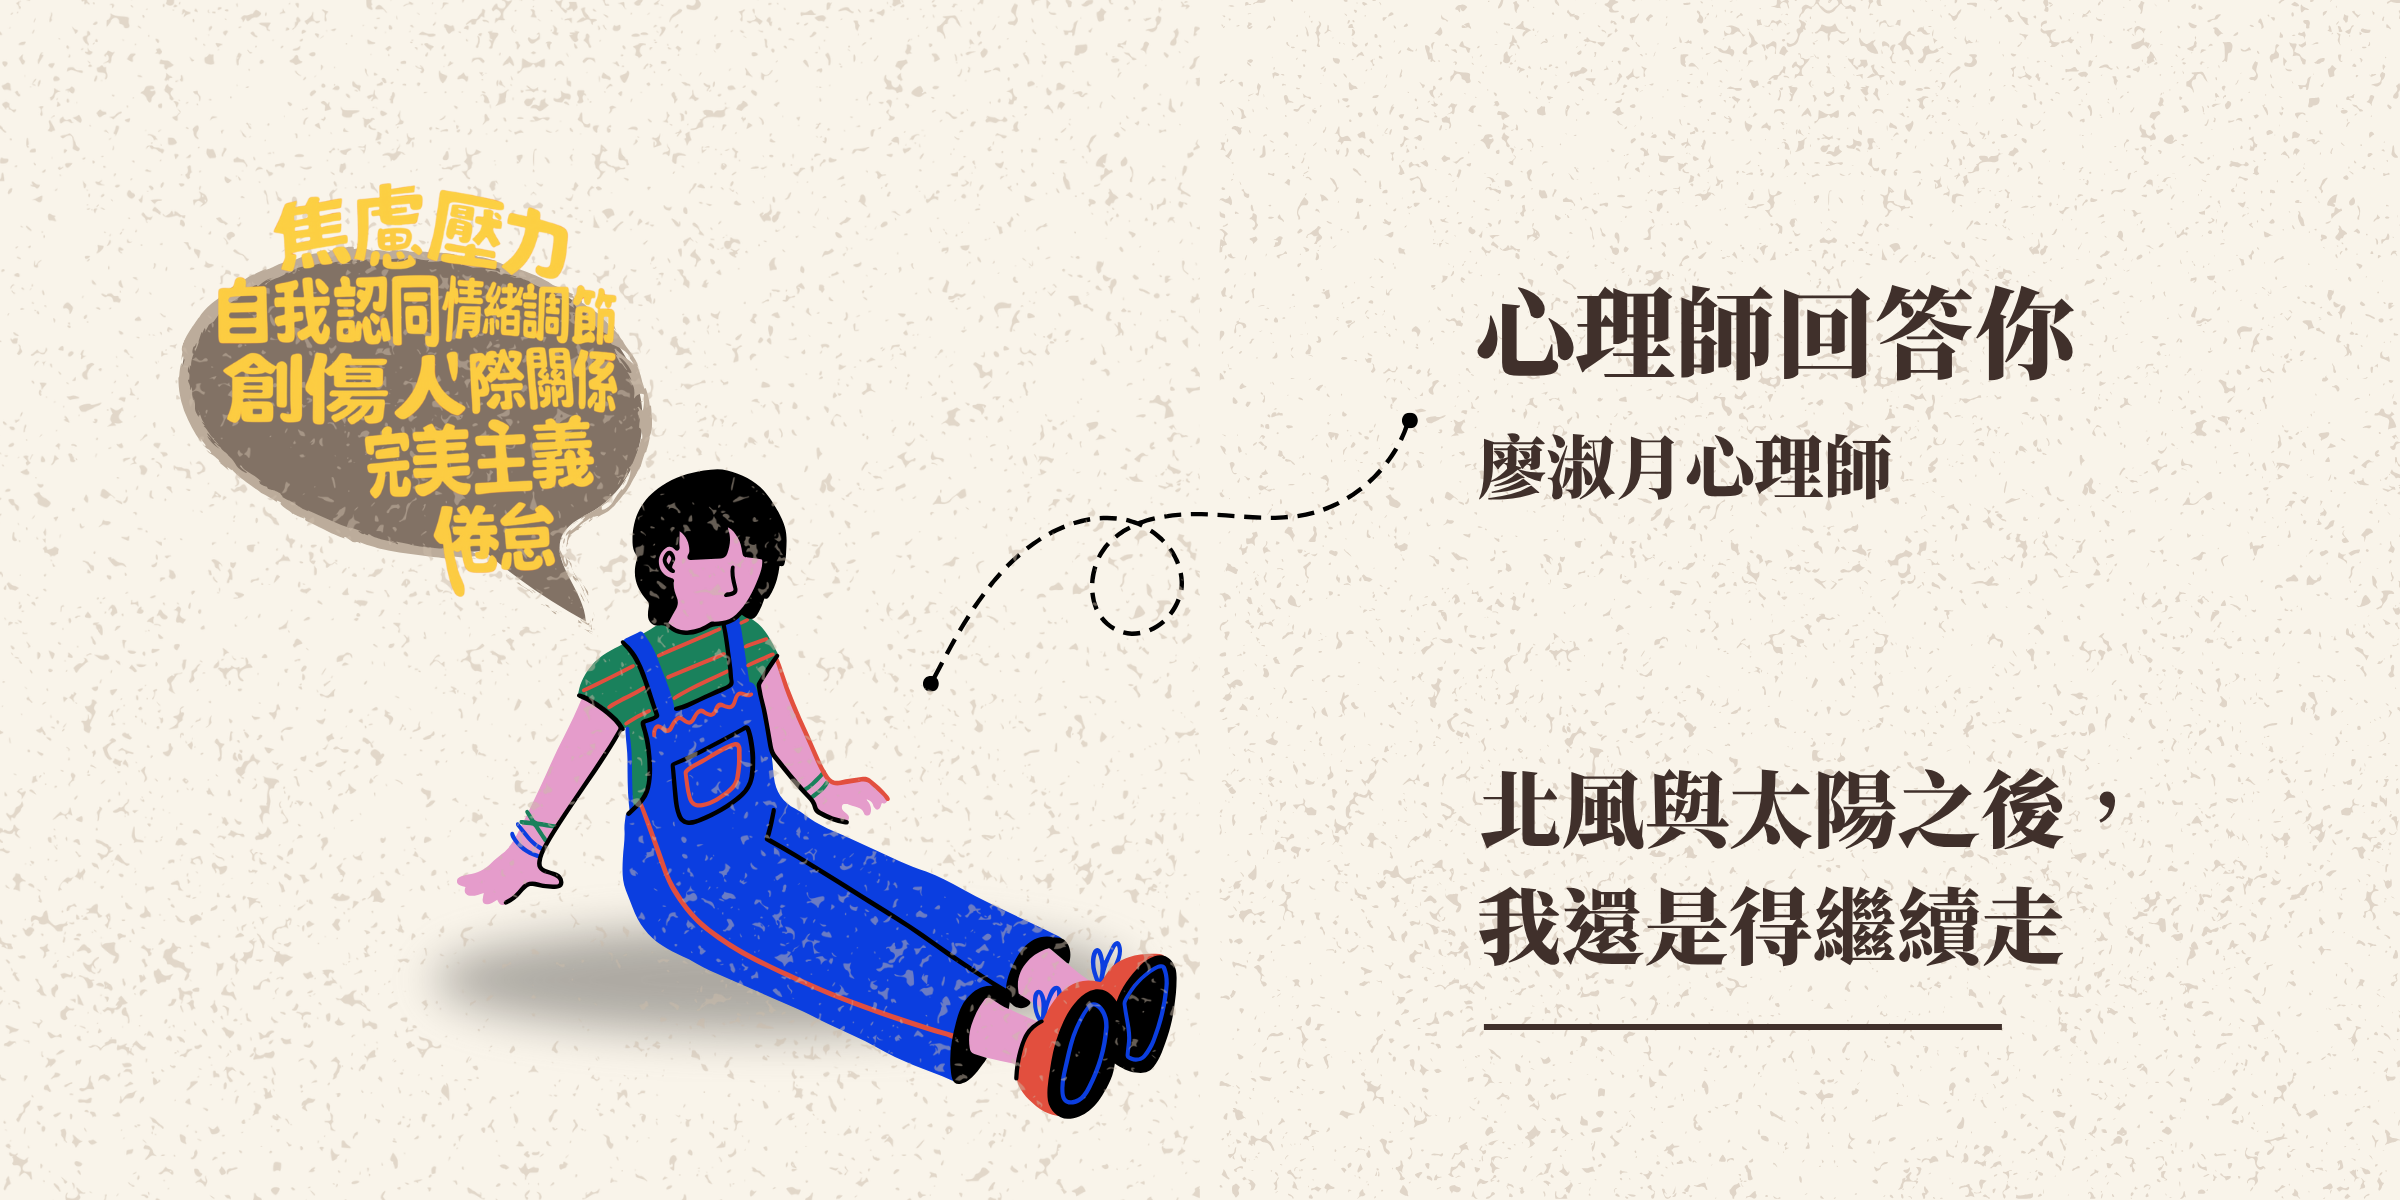 焦慮 壓力
自我認同情緒調節
創傷人際關係
完美主義
倦怠
心理師回答你
廖淑月心理師
北風與太陽之後，
我還是得繼續走